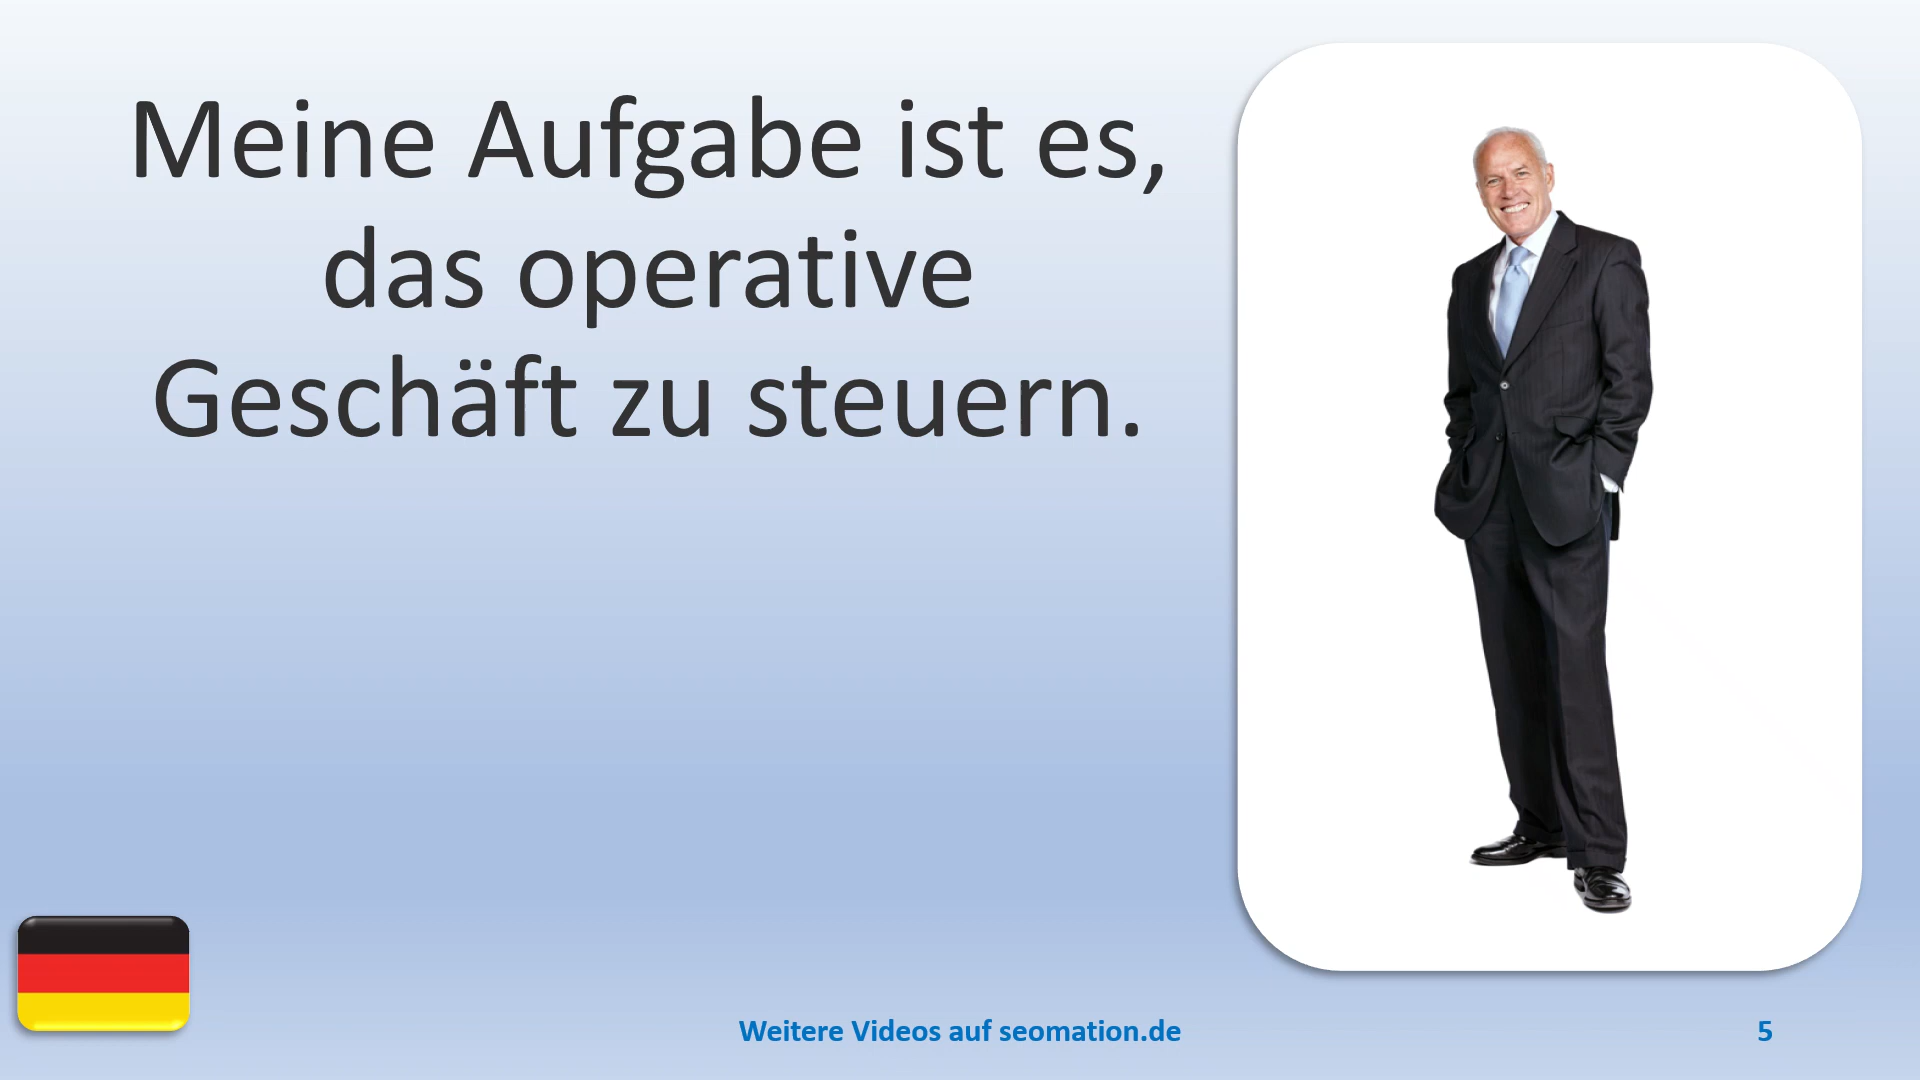 Meine Aufgabe ist es,
das operative
Geschäft zu steuern.
Weitere Videos auf seomation.de
5